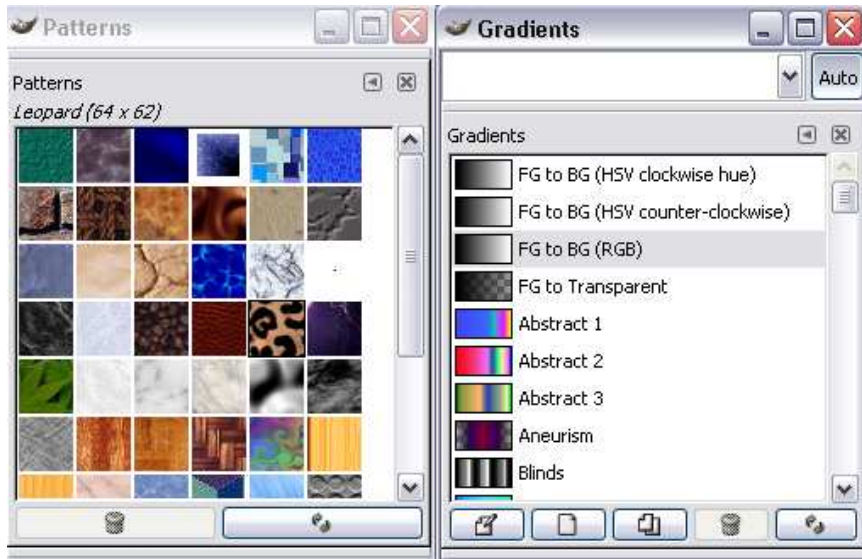 Patterns
Patterns
Leopard (64 x 62)
Gradients
Auto
Gradients
FG to BG (HSV clockwise hue)
FG to BG (HSV counter-clockwise)
FG to BG (RGB)
FG to Transparent
Abstract 1
Abstract 2
Abstract 3
Aneurism
Blinds